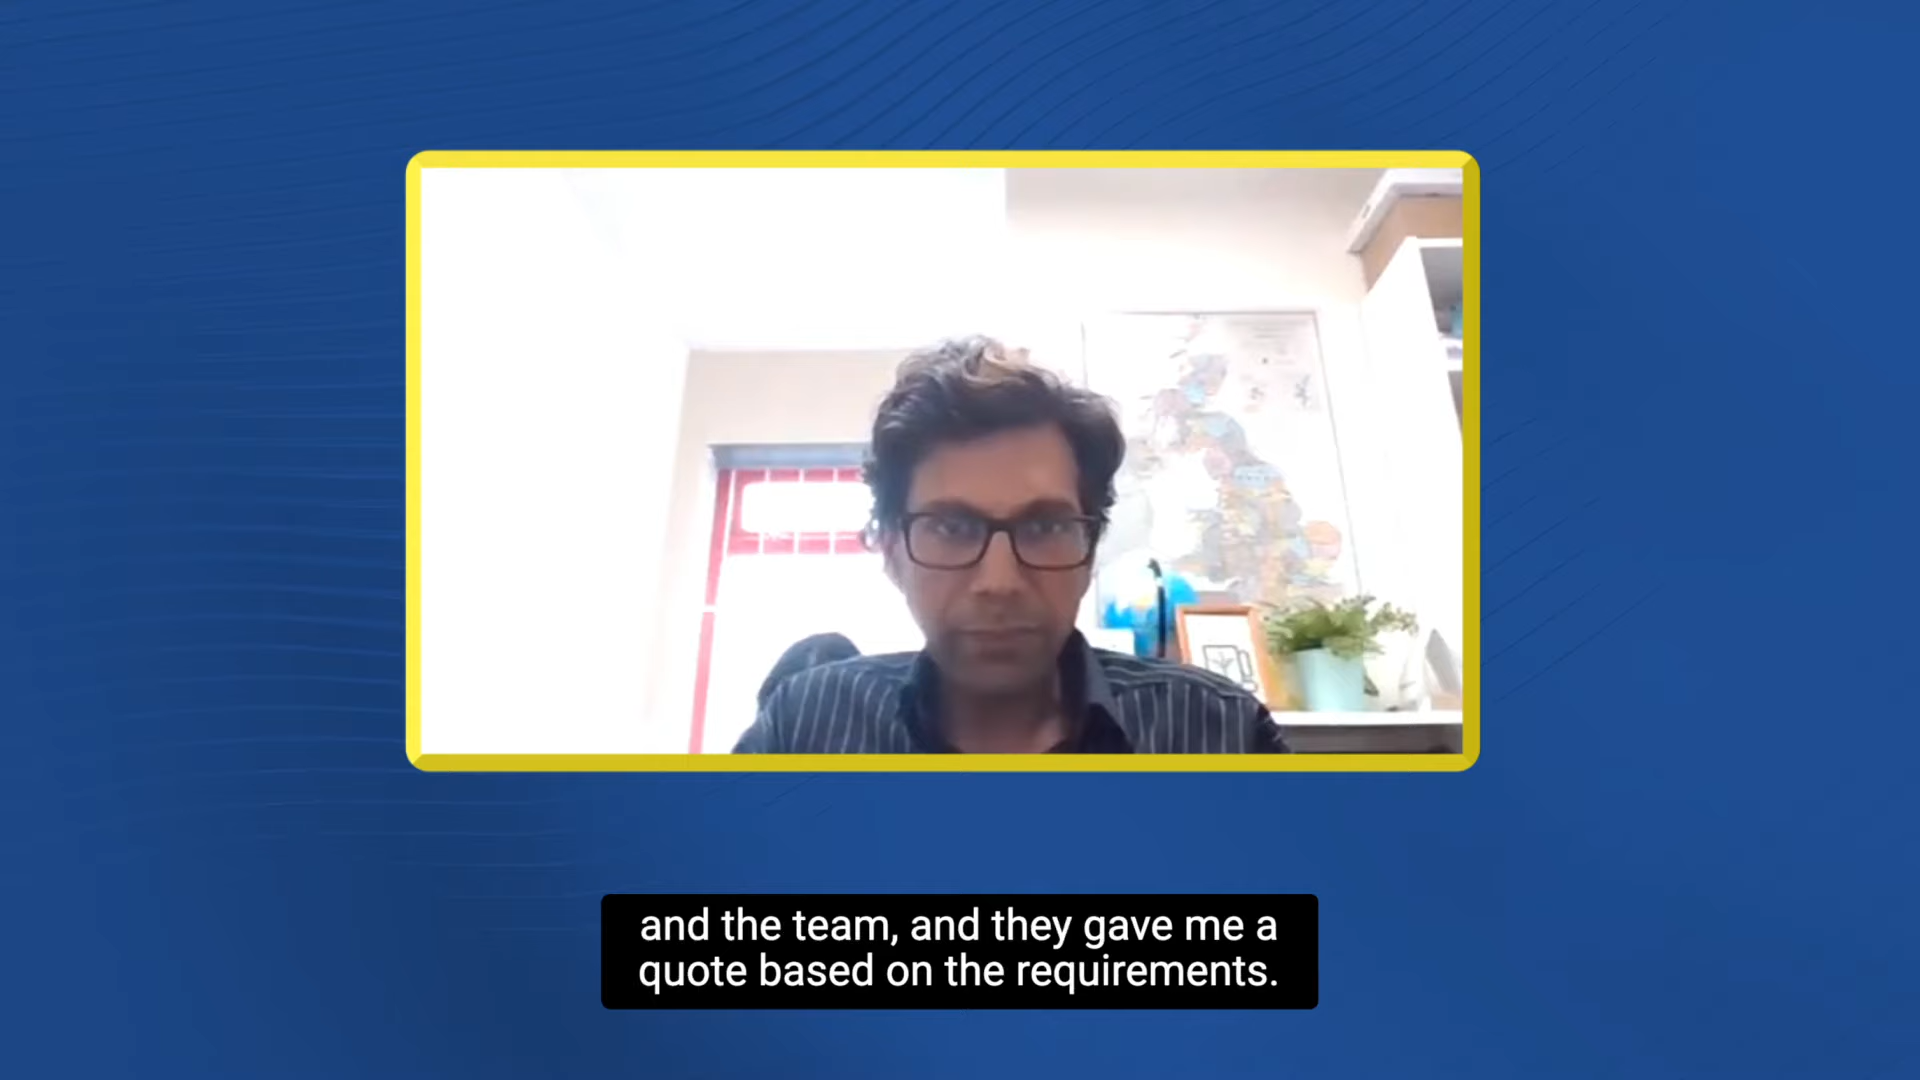 and the team, and they gave me a
quote based on the requirements.